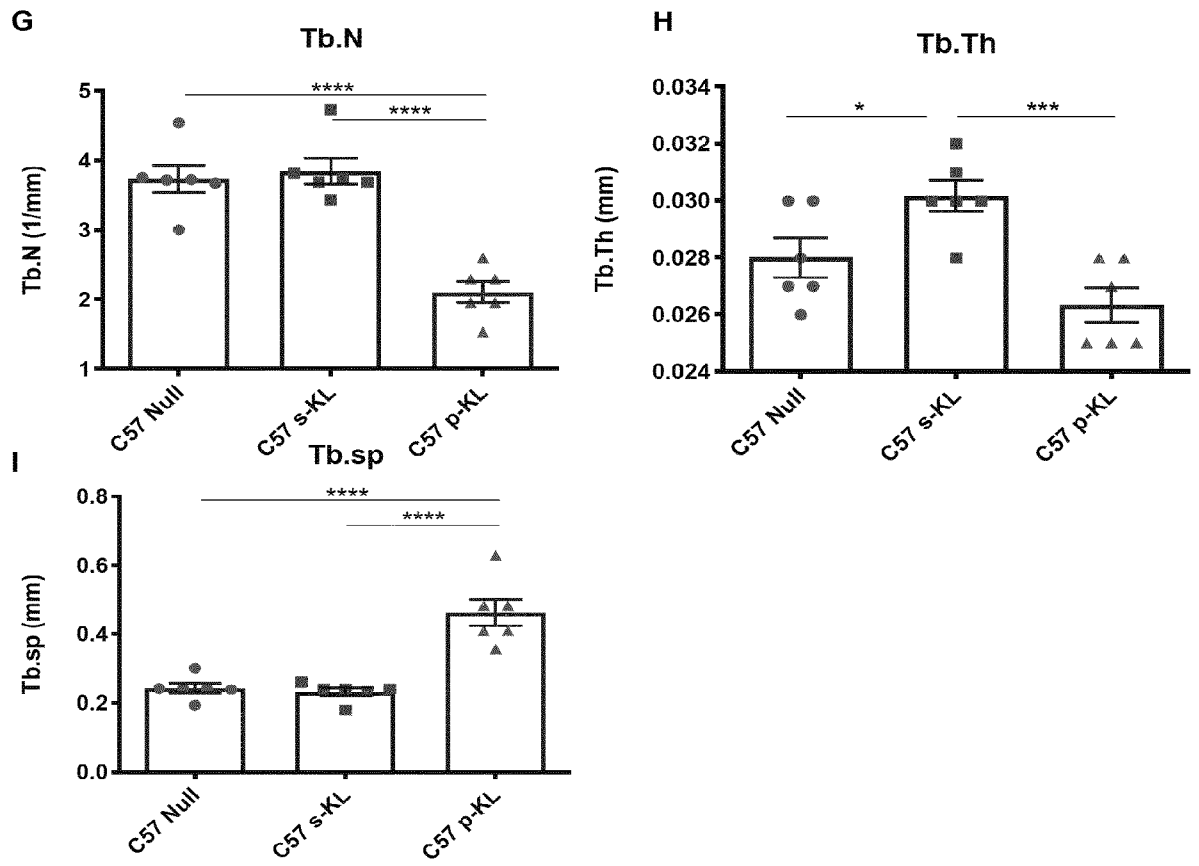 G
Tb.N
Tb.N (1/mm)
5
4
3
2
1
****
****
C57 Null
C57 s-KL
C57 p-KL
H
Tb.Th
Tb.Th (mm)
0.034
0.032
0.030
0.028
0.026
0.024
*
***
C57 Null
C57 s-KL
C57 p-KL
I
Tb.sp
Tb.sp (mm)
0.8
0.6
0.4
0.2
0.0
****
****
C57 Null
C57 s-KL
C57 p-KL